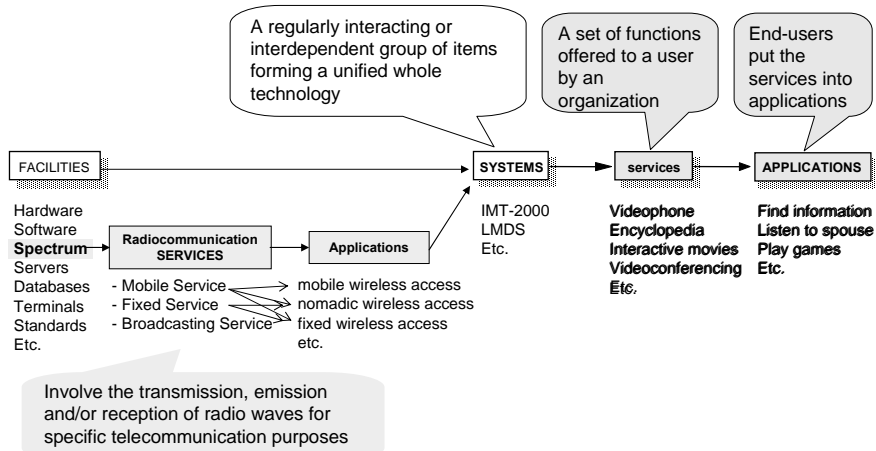 A regularly interacting or
interdependent group of items
forming a unified whole
technology
A set of functions
offered to a user
by an
organization
End-users
put the
services into
applications
FACILITIES
SYSTEMS
services
APPLICATIONS
Hardware
Software
Spectrum
Servers
Databases
Terminals
Standards
Etc.
Radiocommunication
SERVICES
Applications
- Mobile Service
- Fixed Service
- Broadcasting Service
mobile wireless access
nomadic wireless access
fixed wireless access
etc.
IMT-2000
LMDS
Etc.
Videophone
Encyclopedia
Interactive movies
Videoconferencing
Etc.
Find information
Listen to spouse
Play games
Etc.
Involve the transmission, emission
and/or reception of radio waves for
specific telecommunication purposes